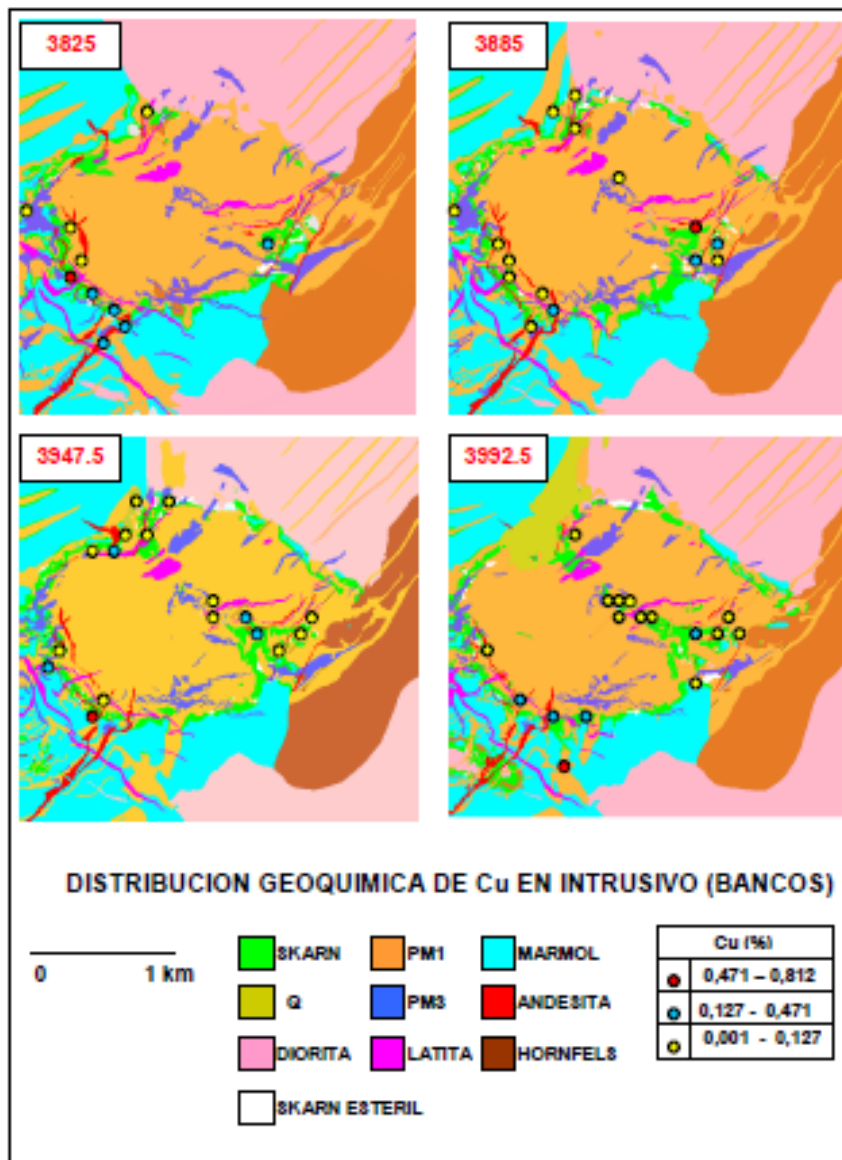 3825
3885
3947.5
3992.5
DISTRIBUCION GEOQUIMICA DE Cu EN INTRUSIVO (BANCOS)
0 1 km
SKARN PM1 MARMOL
Q PM3 ANDESITA
DIORITA LATITA HORNFELS
SKARN ESTERIL
Cu (%)
0,471 – 0,812
0,127 - 0,471
0,001 - 0,127